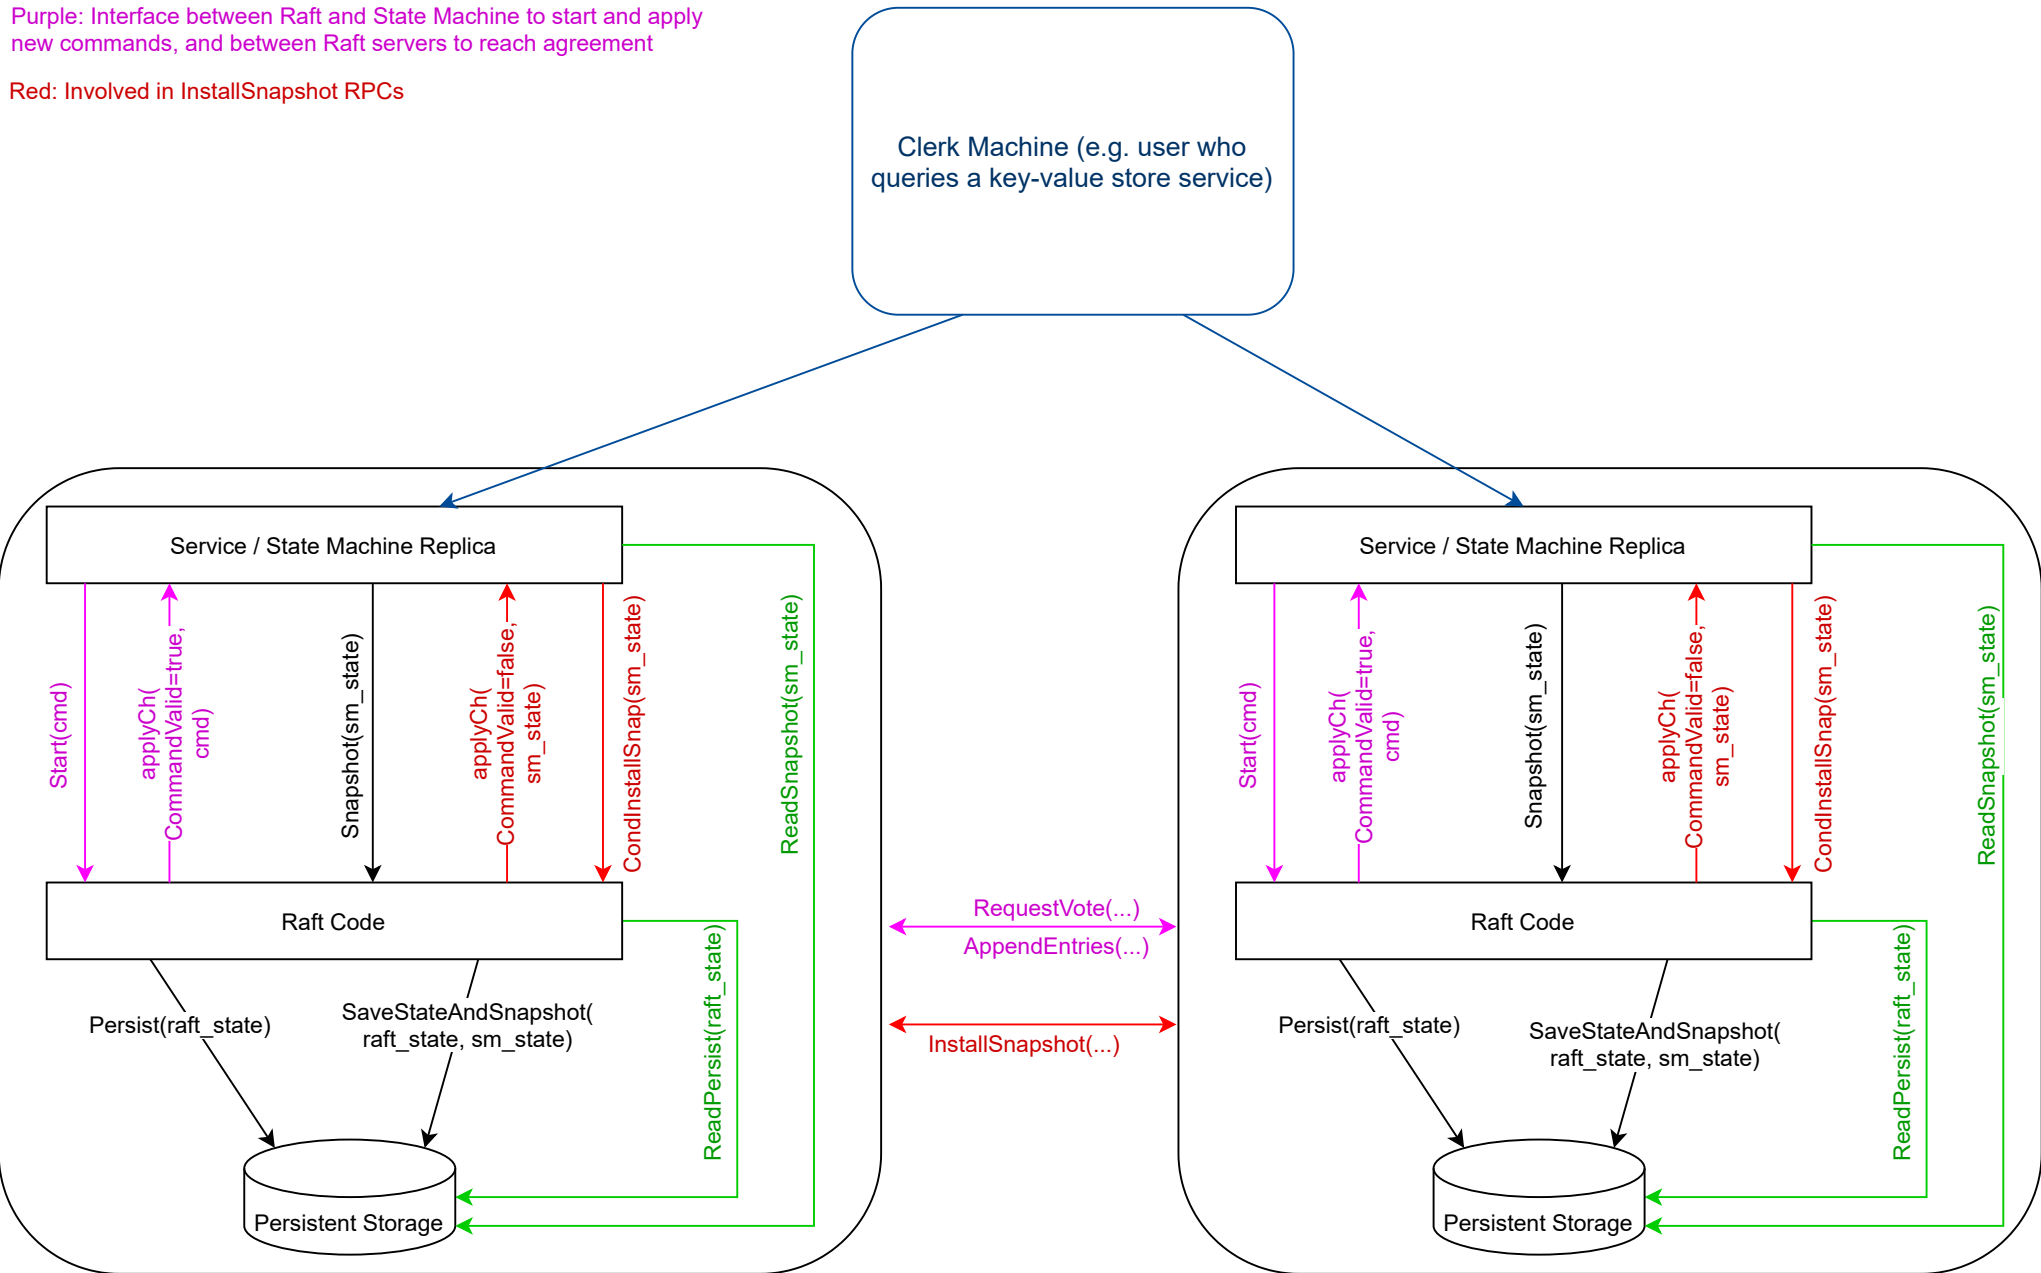 Purple: Interface between Raft and State Machine to start and apply
new commands, and between Raft servers to reach agreement
Red: Involved in InstallSnapshot RPCs
Clerk Machine (e.g. user who
queries a key-value store service)
Service / State Machine Replica
Start(cmd)
applyCh(
CommandValid=true,
cmd)
Snapshot(sm_state)
applyCh(
CommandValid=false,
sm_state)
CondInstallSnap(sm_state)
ReadSnapshot(sm_state)
Raft Code
Persist(raft_state)
SaveStateAndSnapshot(
raft_state, sm_state)
ReadPersist(raft_state)
Persistent Storage
RequestVote(...)
AppendEntries(...)
InstallSnapshot(...)
Service / State Machine Replica
Start(cmd)
applyCh(
CommandValid=true,
cmd)
Snapshot(sm_state)
applyCh(
CommandValid=false,
sm_state)
CondInstallSnap(sm_state)
ReadSnapshot(sm_state)
Raft Code
Persist(raft_state)
SaveStateAndSnapshot(
raft_state, sm_state)
ReadPersist(raft_state)
Persistent Storage